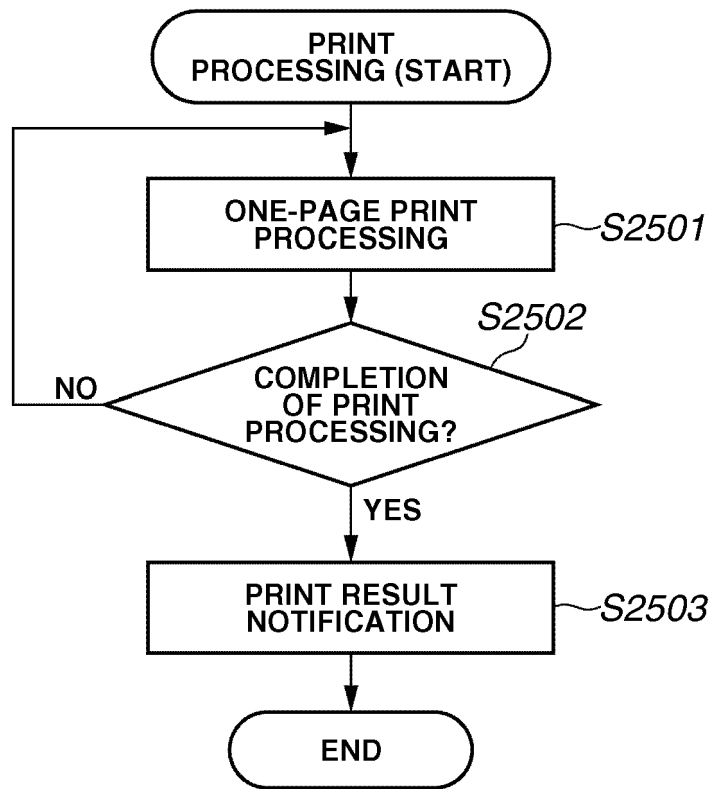 PRINT
PROCESSING (START)
ONE-PAGE PRINT
PROCESSING
S2501
S2502
COMPLETION
OF PRINT
PROCESSING?
NO
YES
PRINT RESULT
NOTIFICATION
S2503
END